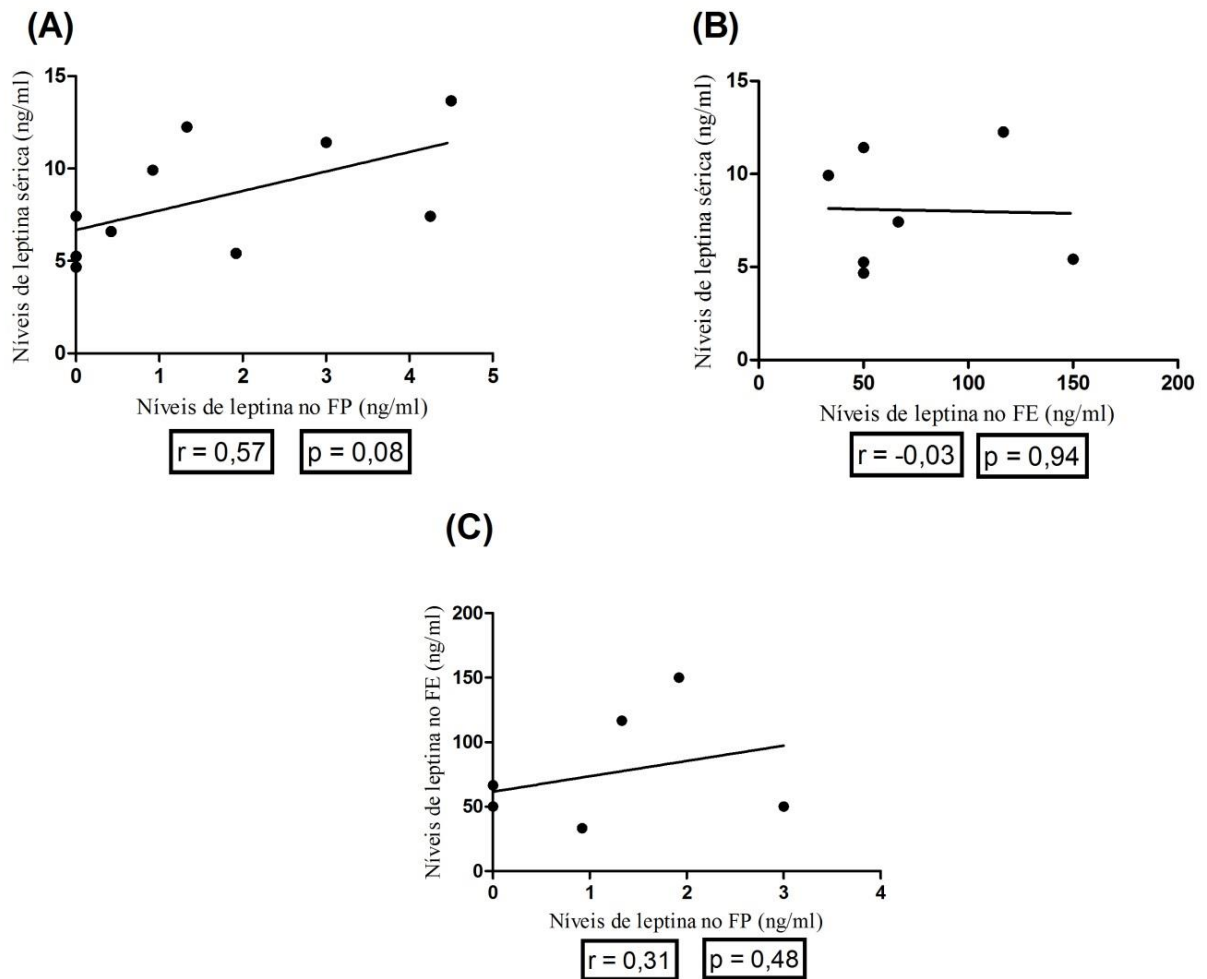 (A)
Níveis de leptina sérica (ng/ml)
15
10
5
0
0 1 2 3 4 5
Níveis de leptina no FP (ng/ml)
r = 0,57 p = 0,08
(B)
Níveis de leptina sérica (ng/ml)
15
10
5
0
0 50 100 150 200
Níveis de leptina no FE (ng/ml)
r = -0,03 p = 0,94
(C)
Níveis de leptina no FE (ng/ml)
200
150
100
50
0
0 1 2 3 4
Níveis de leptina no FP (ng/ml)
r = 0,31 p = 0,48